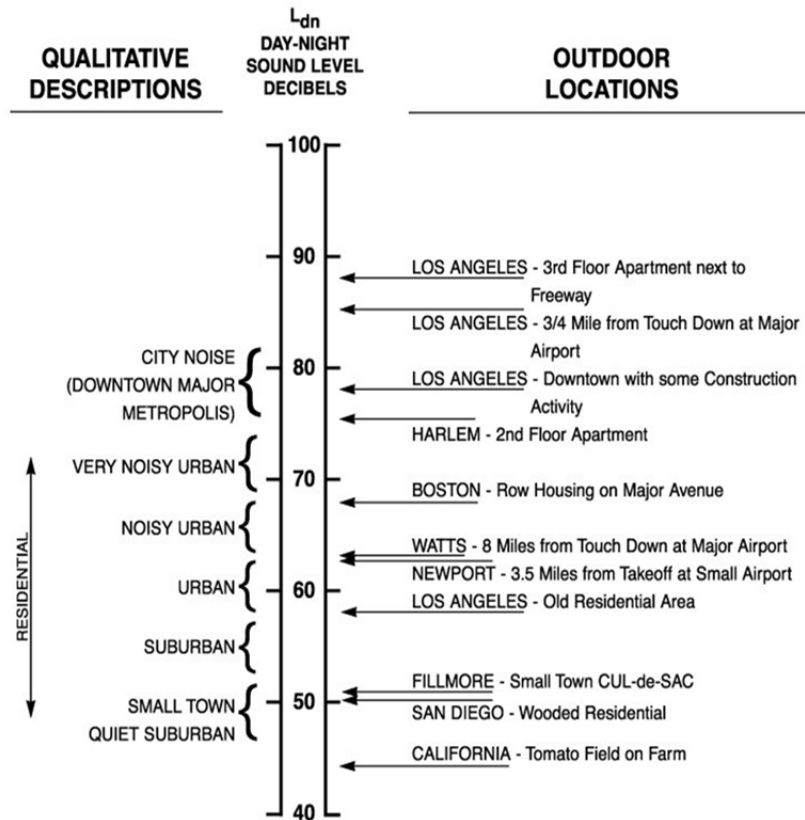 L_dn
DAY-NIGHT
SOUND LEVEL
DECIBELS
QUALITATIVE
DESCRIPTIONS
OUTDOOR
LOCATIONS
100
90
LOS ANGELES - 3rd Floor Apartment next to
Freeway
LOS ANGELES - 3/4 Mile from Touch Down at Major
Airport
CITY NOISE
(DOWNTOWN MAJOR
METROPOLIS)
80
LOS ANGELES - Downtown with some Construction
Activity
HARLEM - 2nd Floor Apartment
VERY NOISY URBAN
70
BOSTON - Row Housing on Major Avenue
NOISY URBAN
WATTS - 8 Miles from Touch Down at Major Airport
NEWPORT - 3.5 Miles from Takeoff at Small Airport
URBAN
60
LOS ANGELES - Old Residential Area
RESIDENTIAL
SUBURBAN
FILLMORE - Small Town CUL-de-SAC
SMALL TOWN
QUIET SUBURBAN
50
SAN DIEGO - Wooded Residential
CALIFORNIA - Tomato Field on Farm
40